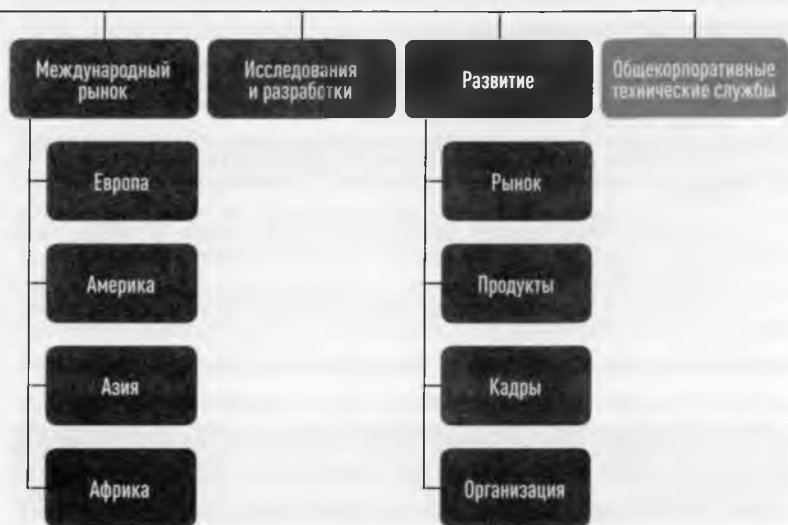 Международный
рынок
Исследования
и разработки
Развитие
Общекорпоративные
технические службы
Европа
Америка
Азия
Африка
Рынок
Продукты
Кадры
Организация